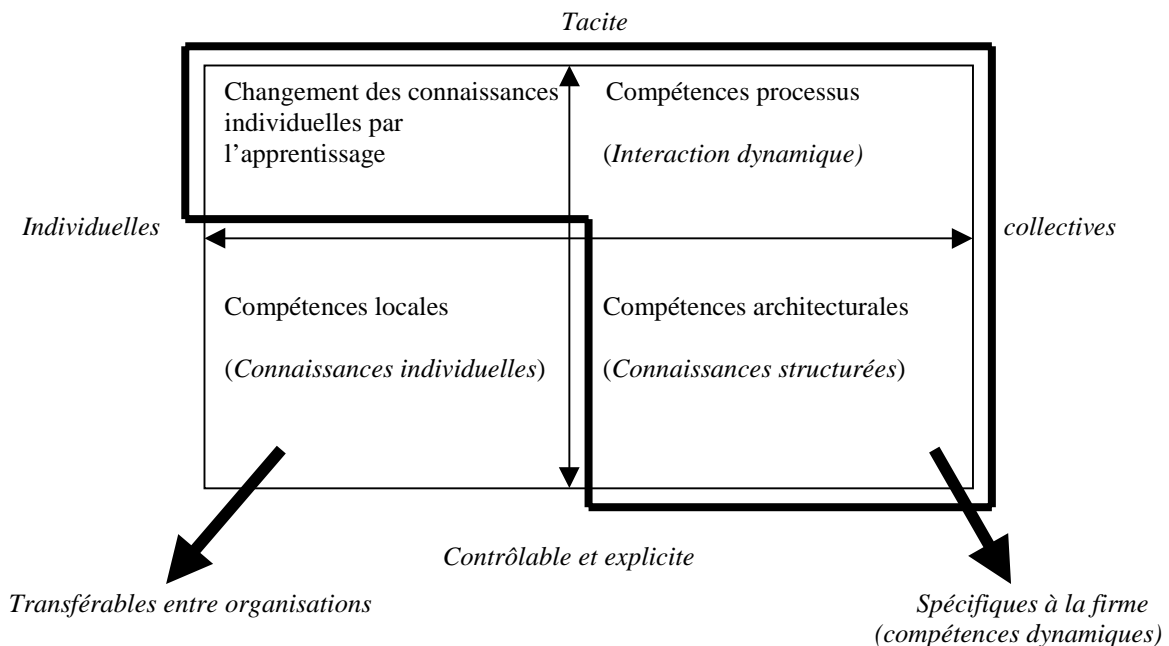 Tacite
Changement des connaissances
individuelles par
l’apprentissage
Compétences processus
(Interaction dynamique)
Individuelles
collectives
Compétences locales
(Connaissances individuelles)
Compétences architecturales
(Connaissances structurées)
Contrôlable et explicite
Transférables entre organisations
Spécifiques à la firme
(compétences dynamiques)